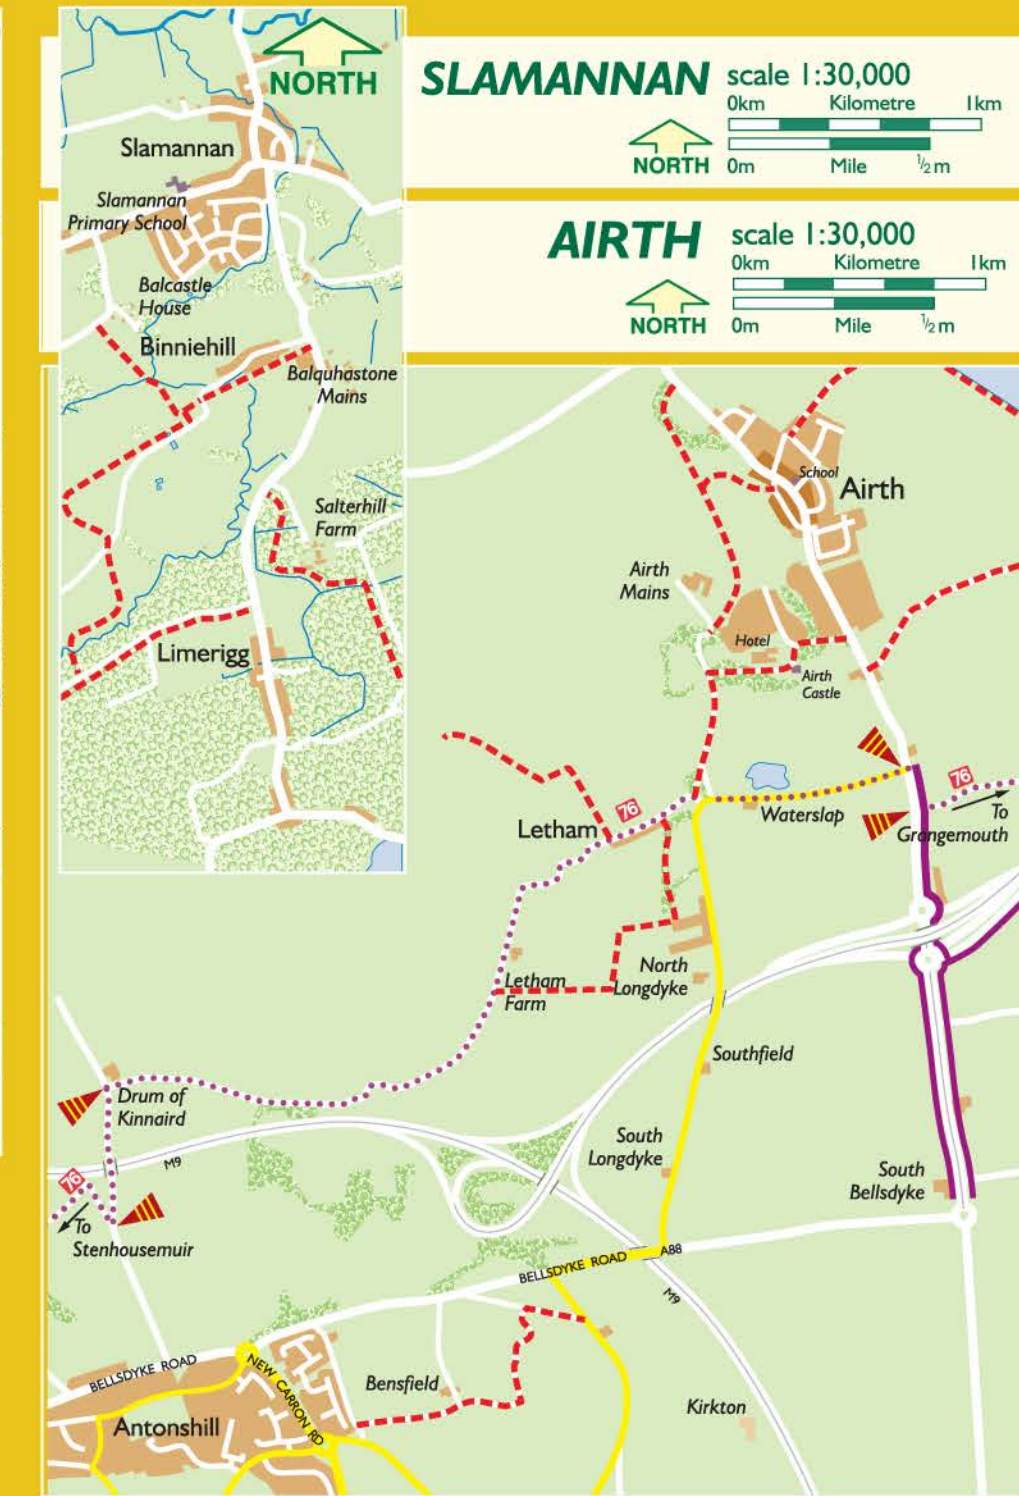 NORTH
SLAMANNAN
scale 1:30,000
0km Kilometre 1km
NORTH
0m Mile 1/2 m
AIRTH
scale 1:30,000
0km Kilometre 1km
NORTH
0m Mile 1/2 m
Slamannan
Slamannan
Primary School
Balcastle
House
Binniehill
Balquhastone
Mains
Salterhill
Farm
Limerigg
School
Airth
Airth
Mains
Hotel
Airth
Castle
76
76
Letham
Waterslap
To
Grangemouth
North
Longdyke
Letham
Farm
Southfield
Drum of
Kinnaird
M9
South
Longdyke
South
Bellsdyke
76
To
Stenhousemuir
BELLSDYKE ROAD
A88
M9
BELLSDYKE ROAD
NEW CARRON RD
Bensfield
Kirkton
Antonshill